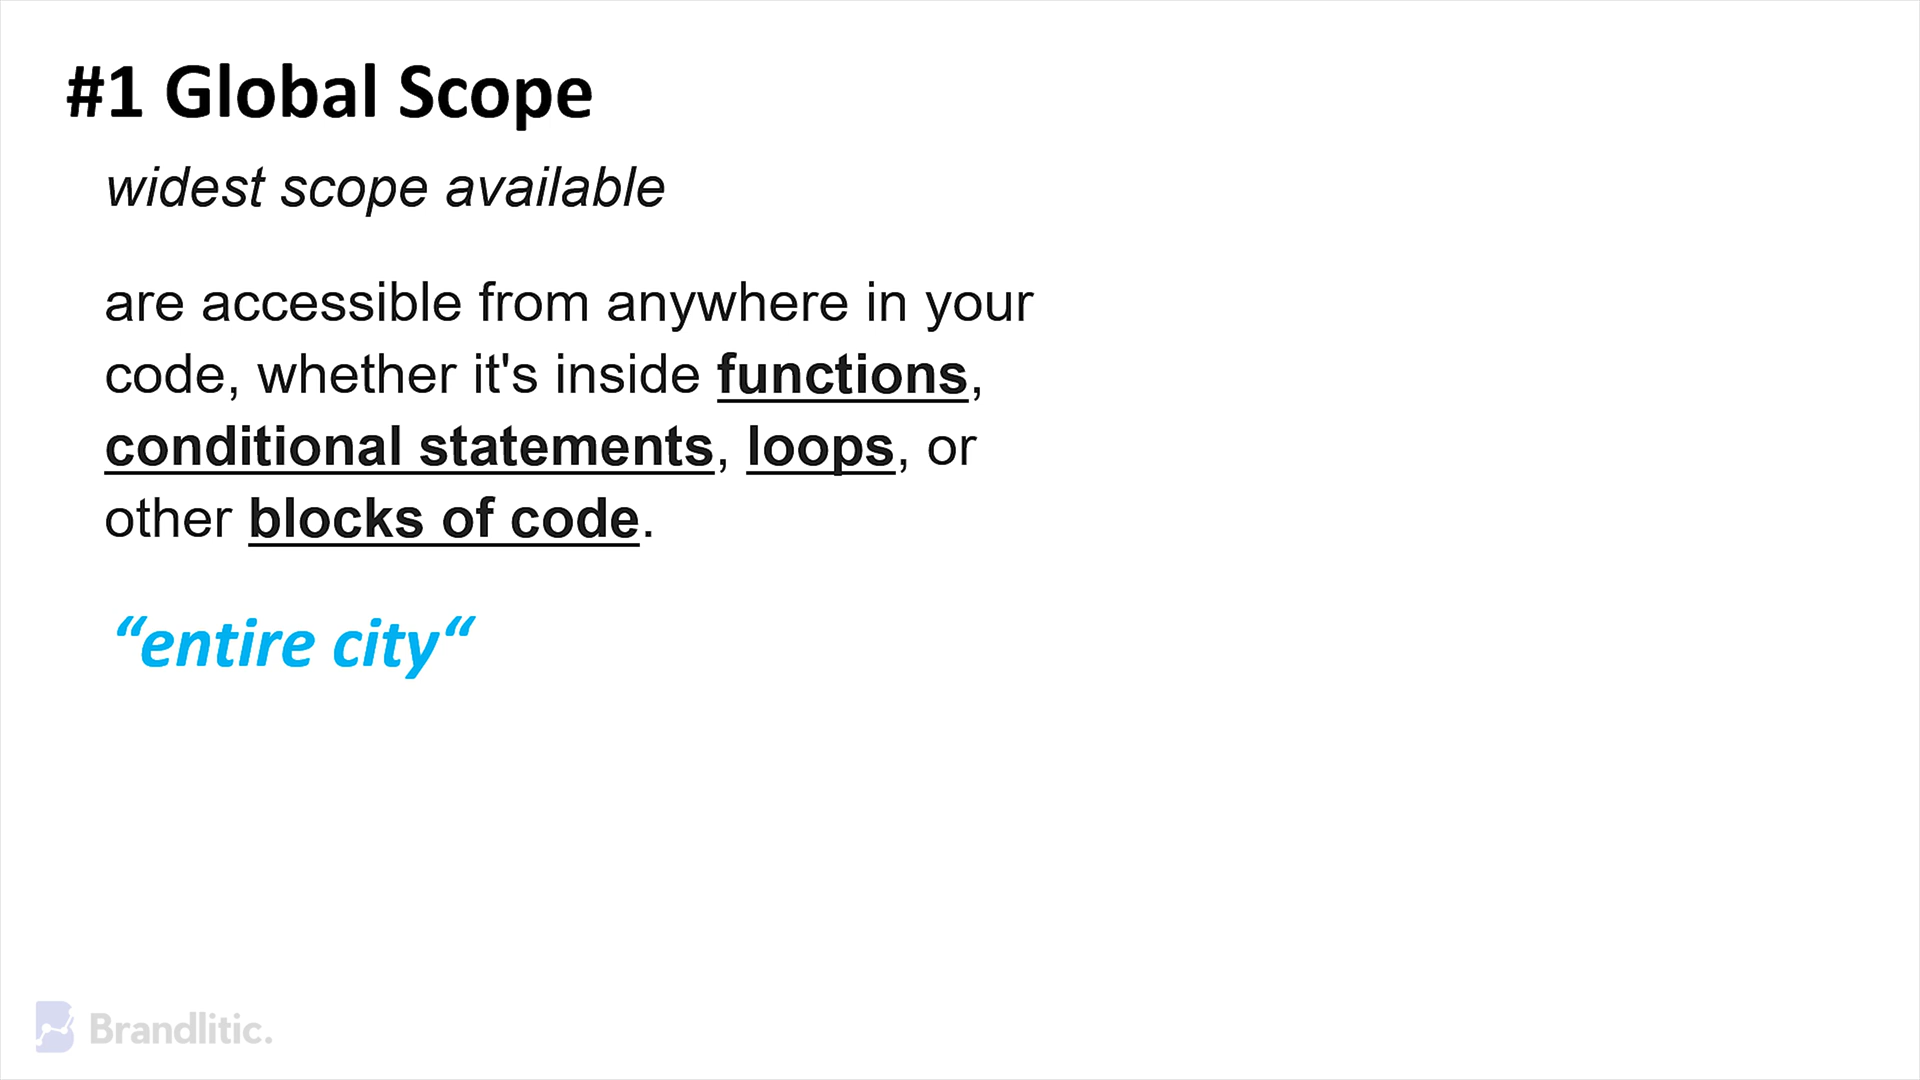 #1 Global Scope
widest scope available
are accessible from anywhere in your
code, whether it's inside functions,
conditional statements, loops, or
other blocks of code.
“entire city“
Brandlitic.